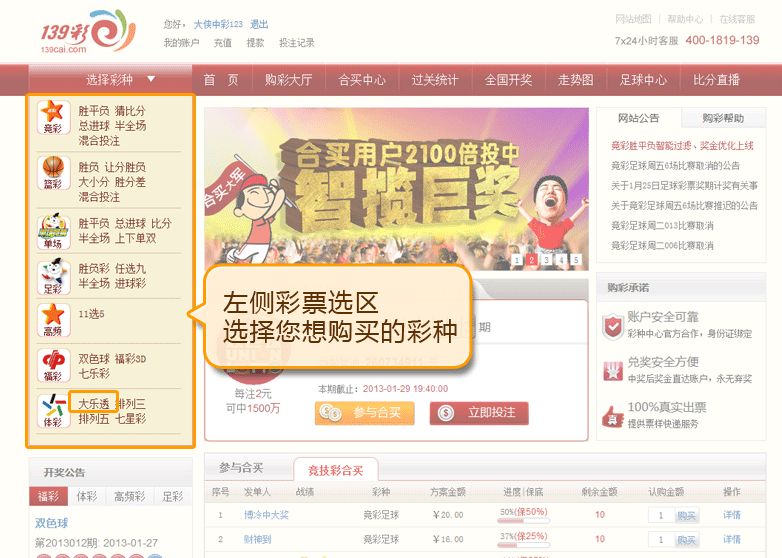 139彩
139cai.com
您好， 大侠中彩123 退出
我的账户 充值 提款 投注记录
网站地图 | 帮助中心 | 在线客服
7x24小时客服 400-1819-139
选择彩种 ▼
首 页 购彩大厅 合买中心 过关统计 全国开奖 走势图 足球中心 比分直播
竞彩
胜平负 猜比分
总进球 半全场
混合投注
篮彩
胜负 让分胜负
大小分 胜分差
混合投注
单场
胜平负 总进球 比分
半全场 上下单双
足彩
胜负彩 任选九
半全场 进球彩
高频
11选5
福彩
双色球 福彩3D
七乐彩
体彩
大乐透 排列三
排列五 七星彩
合买用户2100倍投中
智揽巨奖
合买大军
1 2 3 4 5
网站公告 购彩帮助
竞彩胜平负智能过滤、奖金优化上线
竞彩足球周五6场比赛取消的公告
关于1月25日足球彩票奖期计奖有关事
关于竞彩足球周五6场比赛推迟的公告
竞彩足球周二013比赛取消
竞彩足球周二006比赛取消
左侧彩票选区
选择您想购买的彩种
期
每注2元
可中1500万
本期截止：2013-01-29 19:40:00
参与合买 立即投注
购彩承诺
账户安全可靠
彩种中心官方合作，身份证绑定
兑奖安全方便
中奖后奖金直达账户，永无弃奖
100%真实出票
提供票样快递服务
开奖公告
福彩 体彩 高频彩 足彩
双色球
第2013012期: 2013-01-27
参与合买 竞技彩合买
序号 发单人 战绩 彩种 方案金额 进度|保底 剩余金额 认购金额 操作
1 博冷中大奖 竞彩足球 ￥20.00 50%(保50%) 10 1 购买 详情
2 财神到 竞彩足球 ￥16.00 37%(保25%) 10 1 购买 详情